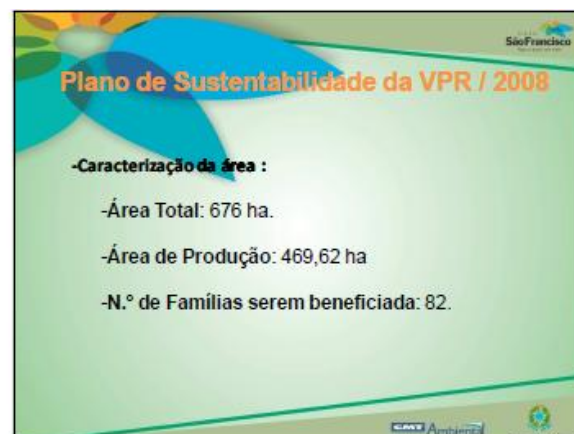 São Francisco
Plano de Sustentabilidade da VPR / 2008
-Caracterização da área :
-Área Total: 676 ha.
-Área de Produção: 469,62 ha
-N.º de Famílias serem beneficiada: 82.
CMT Ambiental